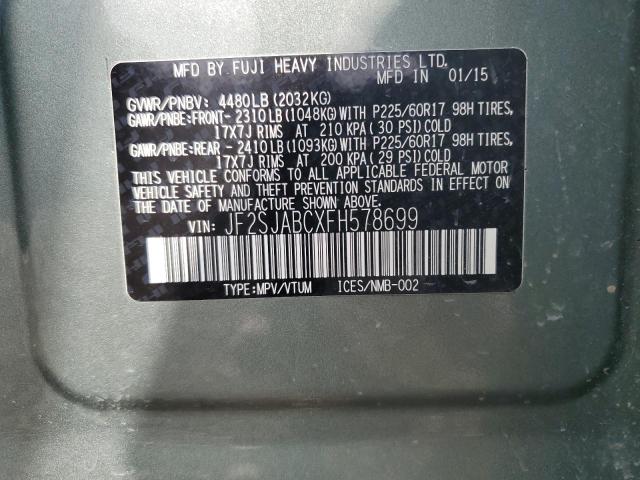 MFD BY FUJI HEAVY INDUSTRIES LTD.
MFD IN 01/15
GVWR/PNBV: 4480LB (2032KG)
GAWR/PNBE:FRONT- 2310LB (1048KG)WITH P225/60R17 98H TIRES,
17X7J RIMS AT 210 KPA ( 30 PSI) COLD
GAWR/PNBE:REAR - 2410LB (1093KG)WITH P225/60R17 98H TIRES,
17X7J RIMS AT 200 KPA ( 29 PSI) COLD
THIS VEHICLE CONFORMS TO ALL APPLICABLE FEDERAL MOTOR
VEHICLE SAFETY AND THEFT PREVENTION STANDARDS IN EFFECT ON
THE DATE OF MANUFACTURE SHOWN ABOVE.
VIN: JF2SJABCXFH578699
TYPE:MPV/VTUM ICES/NMB-002